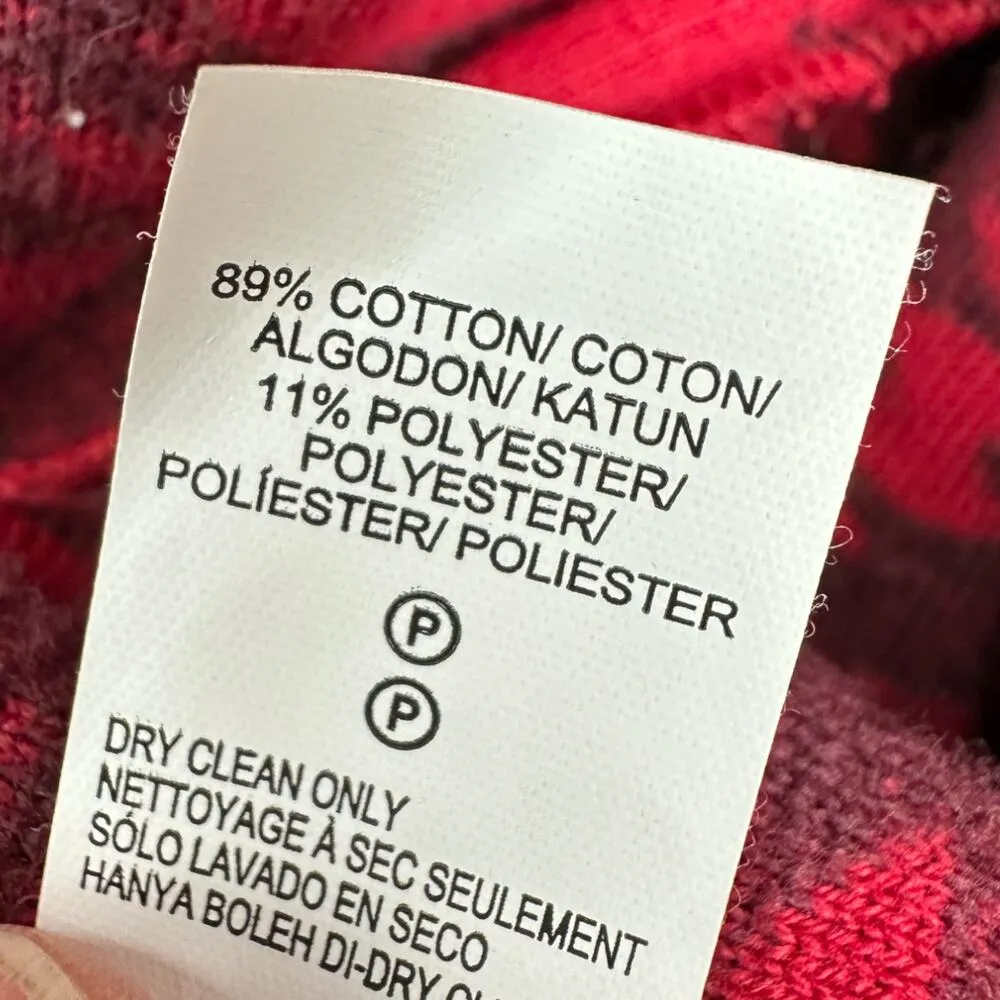 89% COTTON/ COTON/
ALGODON/ KATUN
11% POLYESTER/
POLYESTER/
POLÍESTER/ POLIESTER
P
P
DRY CLEAN ONLY
NETTOYAGE À SEC SEULEMENT
SÓLO LAVADO EN SECO
HANYA BOLEH DI-DRY